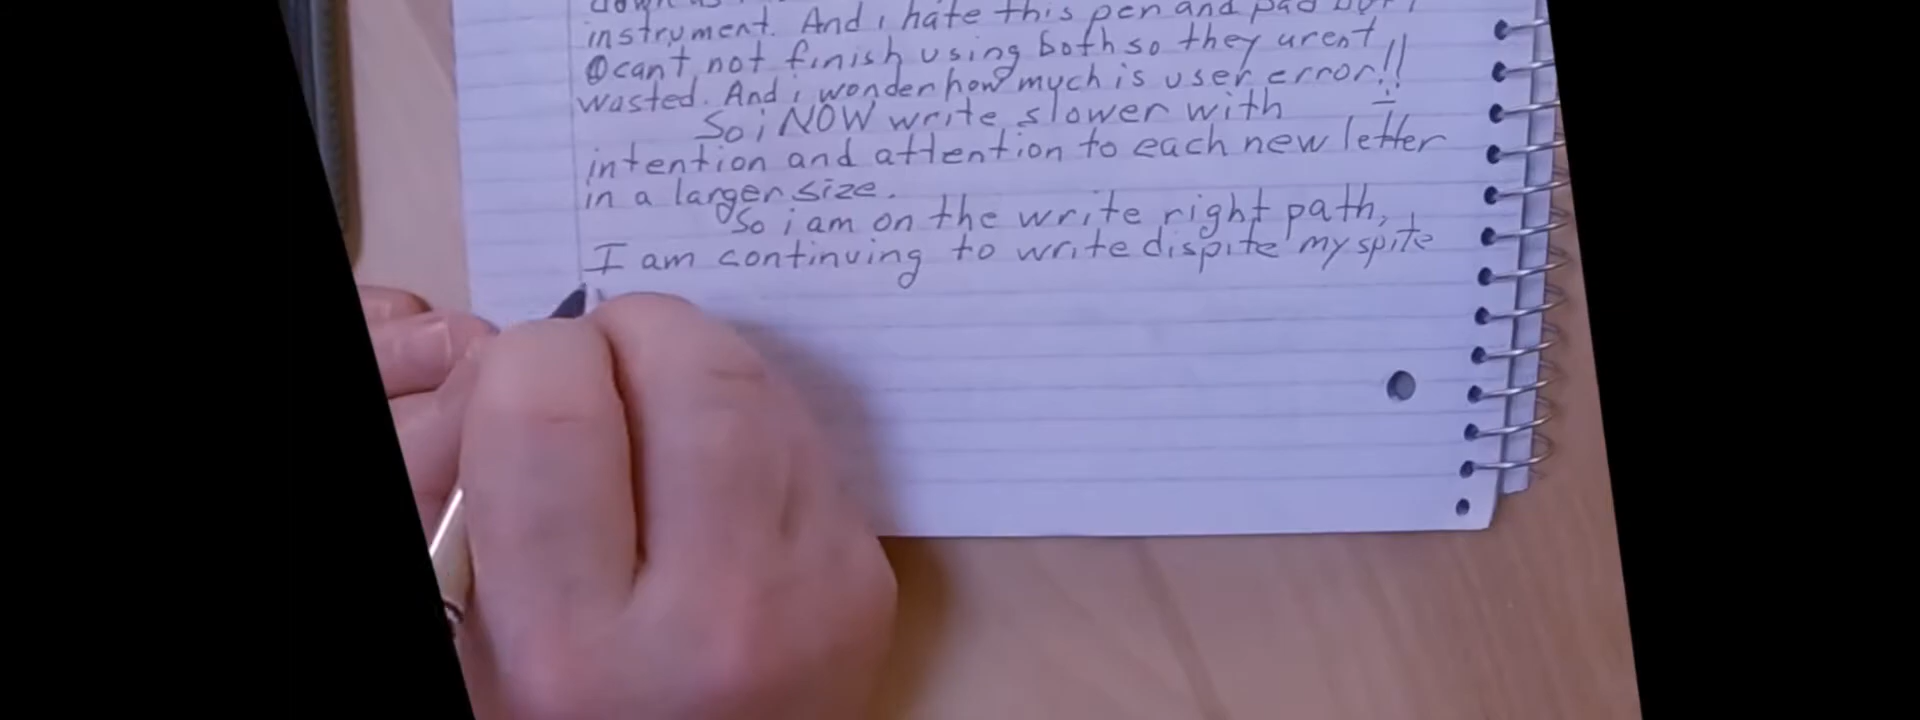 instrument. And i hate this pen and pad but i
can't not finish using both so they urent
wasted. And i wonder how much is user error!!
So i NOW write slower with
intention and attention to each new letter
in a larger size.
So i am on the write right path,
I am continuing to write dispite my spite